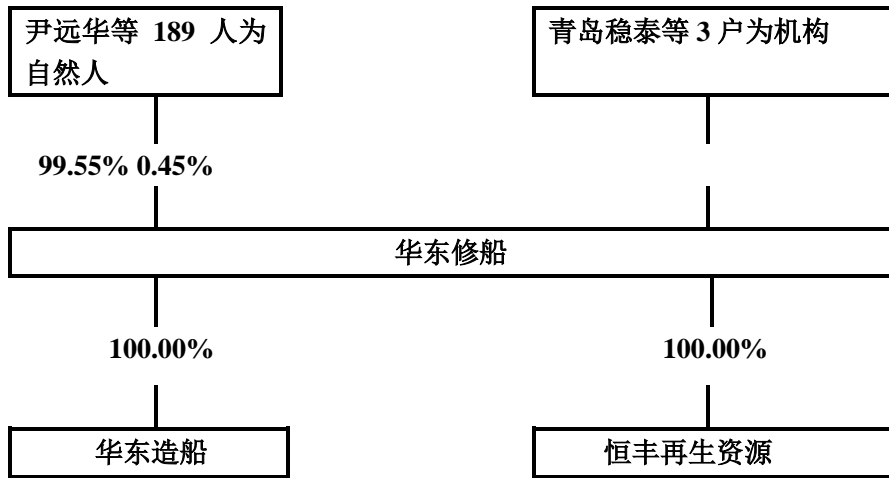 尹远华等 189 人为
自然人
青岛稳泰等 3 户为机构
99.55% 0.45%
华东修船
100.00%
100.00%
华东造船
恒丰再生资源